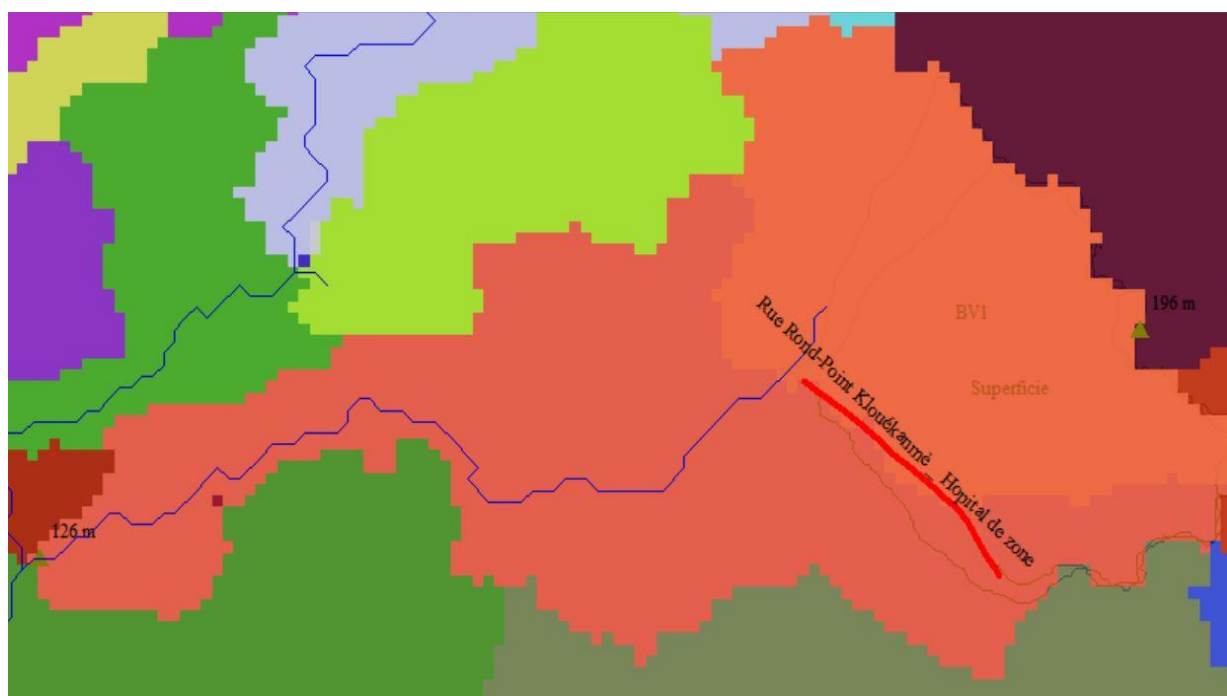 196 m
BV1
Rue Rond-Point Klouékanmè - Hopital de zone
Superficie
126 m